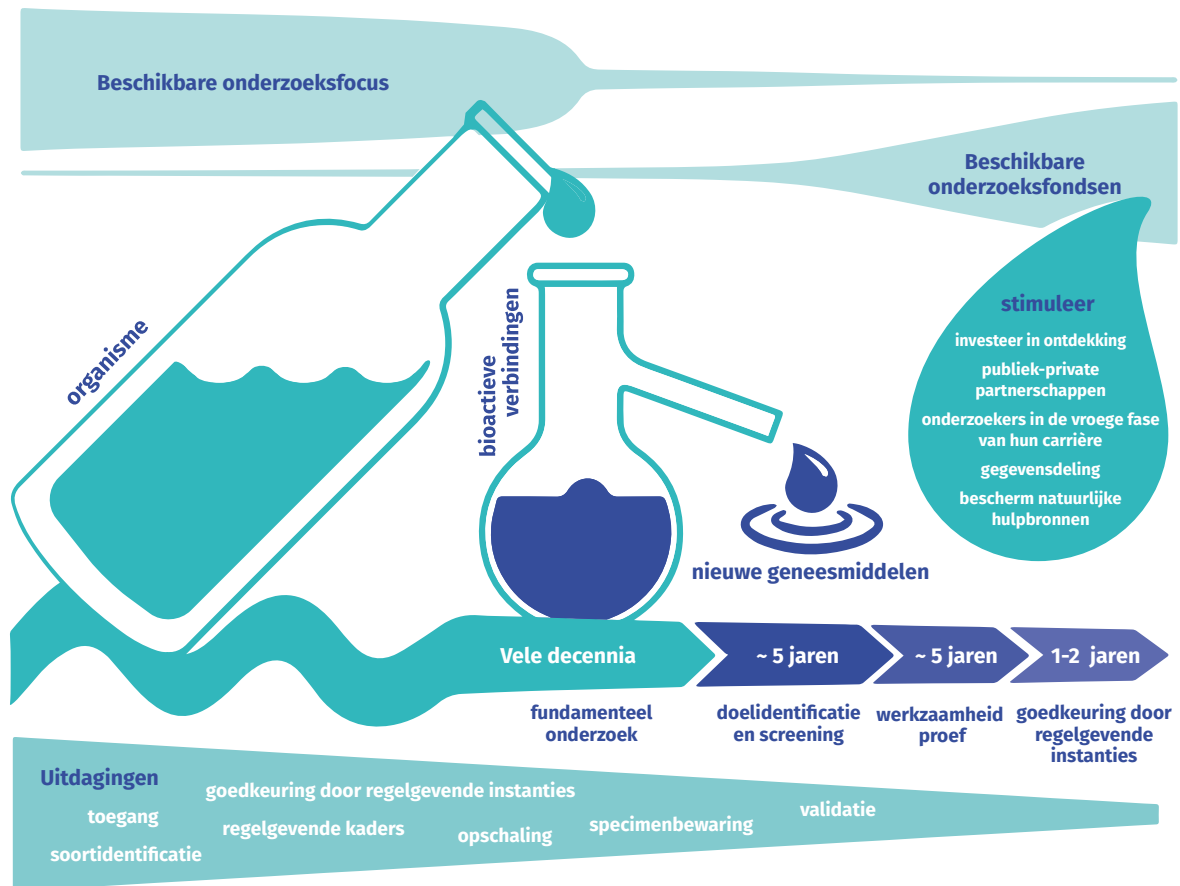 Beschikbare onderzoeksfocus
Beschikbare
onderzoeksfondsen
organisme
bioactieve
verbindingen
stimuleer
investeer in ontdekking
publiek-private
partnerschappen
onderzoekers in de vroege fase
van hun carrière
gegevensdeling
bescherm natuurlijke
hulpbronnen
nieuwe geneesmiddelen
Vele decennia
~ 5 jaren
~ 5 jaren
1-2 jaren
fundamenteel
onderzoek
doelidentificatie
en screening
werkzaamheid
proef
goedkeuring door
regelgevende
instanties
Uitdagingen
toegang
soortidentificatie
goedkeuring door regelgevende instanties
regelgevende kaders
opschaling
specimenbewaring
validatie